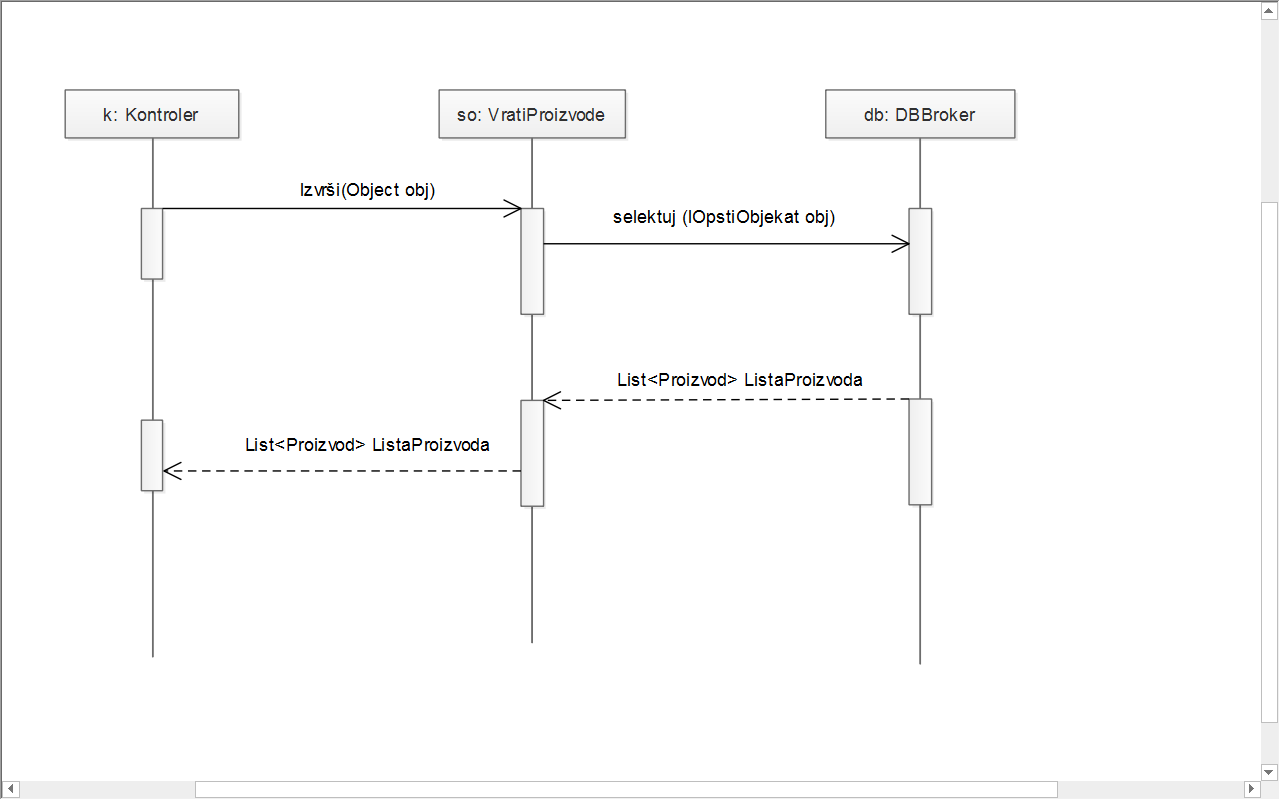 k: Kontroler
so: VratiProizvode
db: DBBroker
Izvrši(Object obj)
selektuj (IOpstiObjekat obj)
List<Proizvod> ListaProizvoda
List<Proizvod> ListaProizvoda